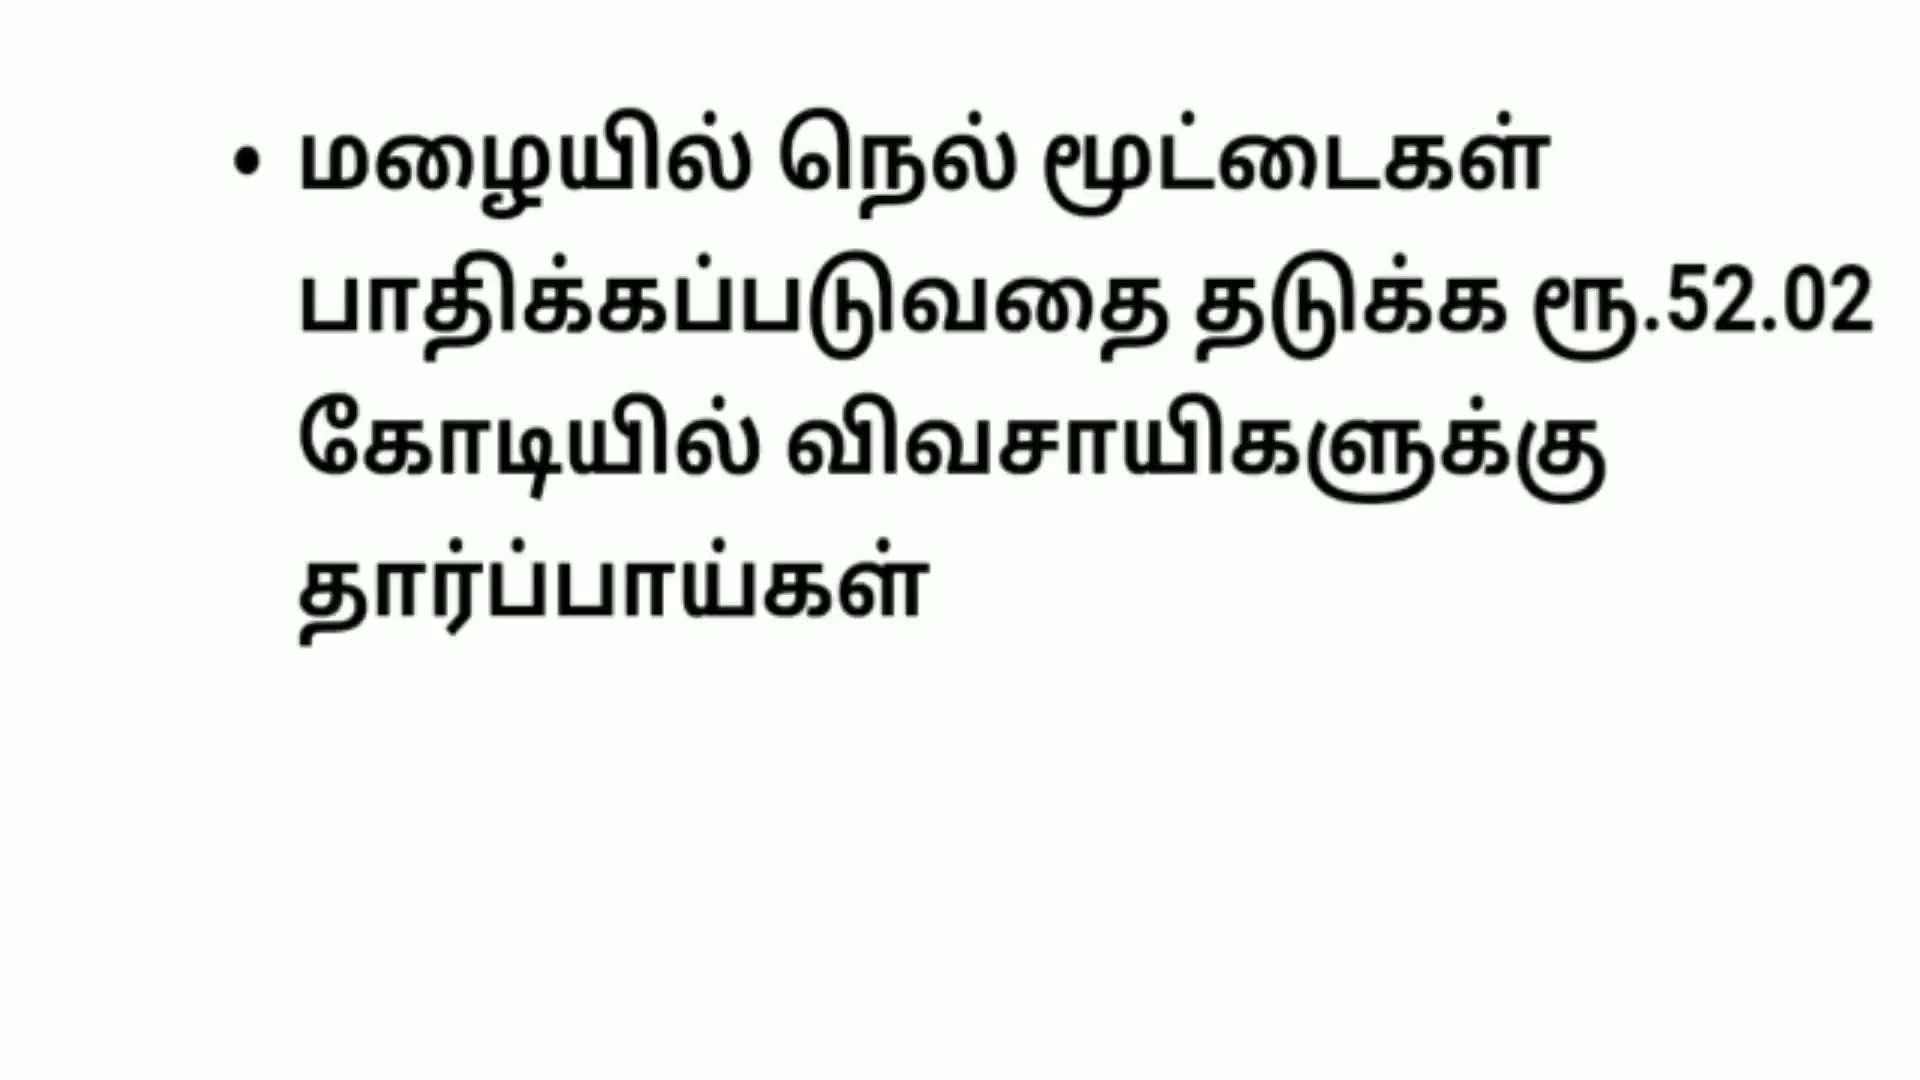 • மழையில் நெல் மூட்டைகள்
பாதிக்கப்படுவதை தடுக்க ரூ.52.02
கோடியில் விவசாயிகளுக்கு
தார்ப்பாய்கள்